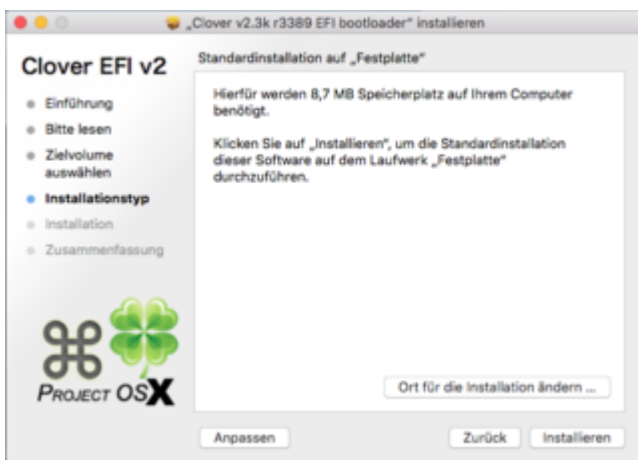 „Clover v2.3k r3389 EFI bootloader“ installieren
Clover EFI v2
Einführung
Bitte lesen
Zielvolume
auswählen
Installationstyp
Installation
Zusammenfassung
PROJECT OSX
Standardinstallation auf „Festplatte“
Hierfür werden 8,7 MB Speicherplatz auf Ihrem Computer
benötigt.
Klicken Sie auf „Installieren“, um die Standardinstallation
dieser Software auf dem Laufwerk „Festplatte“
durchzuführen.
Ort für die Installation ändern ...
Anpassen
Zurück
Installieren